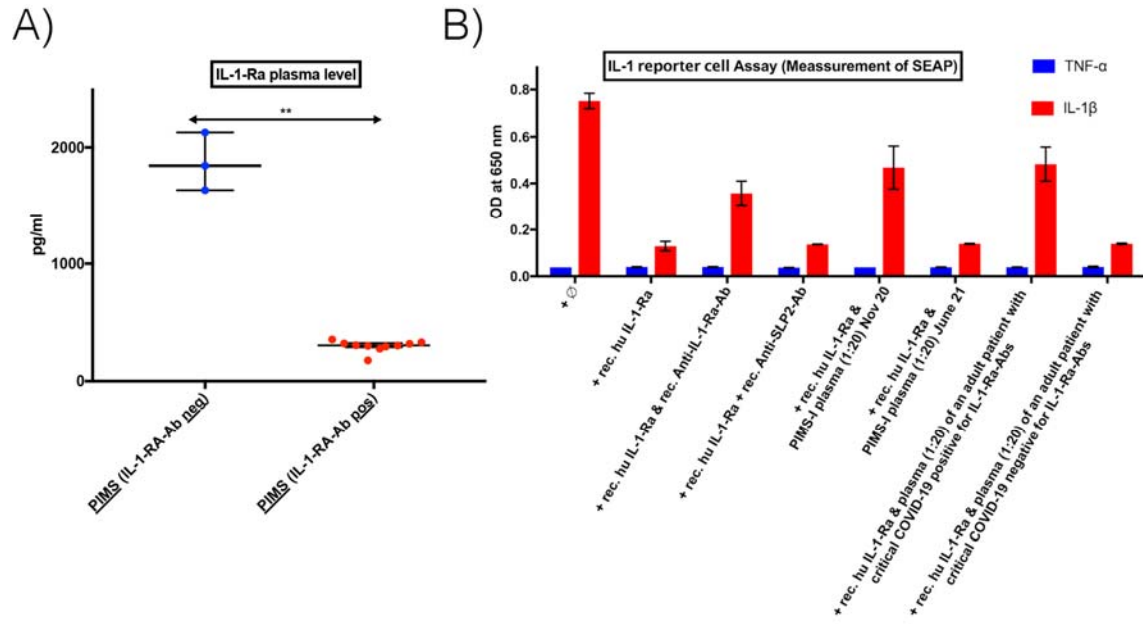 A)
IL-1-Ra plasma level
**
2000
1000
0
pg/ml
PIMS (IL-1-RA-Ab neg)
PIMS (IL-1-RA-Ab pos)
B)
IL-1 reporter cell Assay (Meassurement of SEAP)
TNF-α
IL-1β
0.8
0.6
0.4
0.2
0.0
OD at 650 nm
+ Ø
+ rec. hu IL-1-Ra
+ rec. hu IL-1-Ra & rec. Anti-IL-1-Ra-Ab
+ rec. hu IL-1-Ra + rec. Anti-SLP2-Ab
+ rec. hu IL-1-Ra &
PIMS-I plasma (1:20) Nov 20
+ rec. hu IL-1-Ra &
PIMS-I plasma (1:20) June 21
+ rec. hu IL-1-Ra & plasma (1:20) of an adult patient with
critical COVID-19 positive for IL-1-Ra-Abs
+ rec. hu IL-1-Ra & plasma (1:20) of an adult patient with
critical COVID-19 negative for IL-1-Ra-Abs